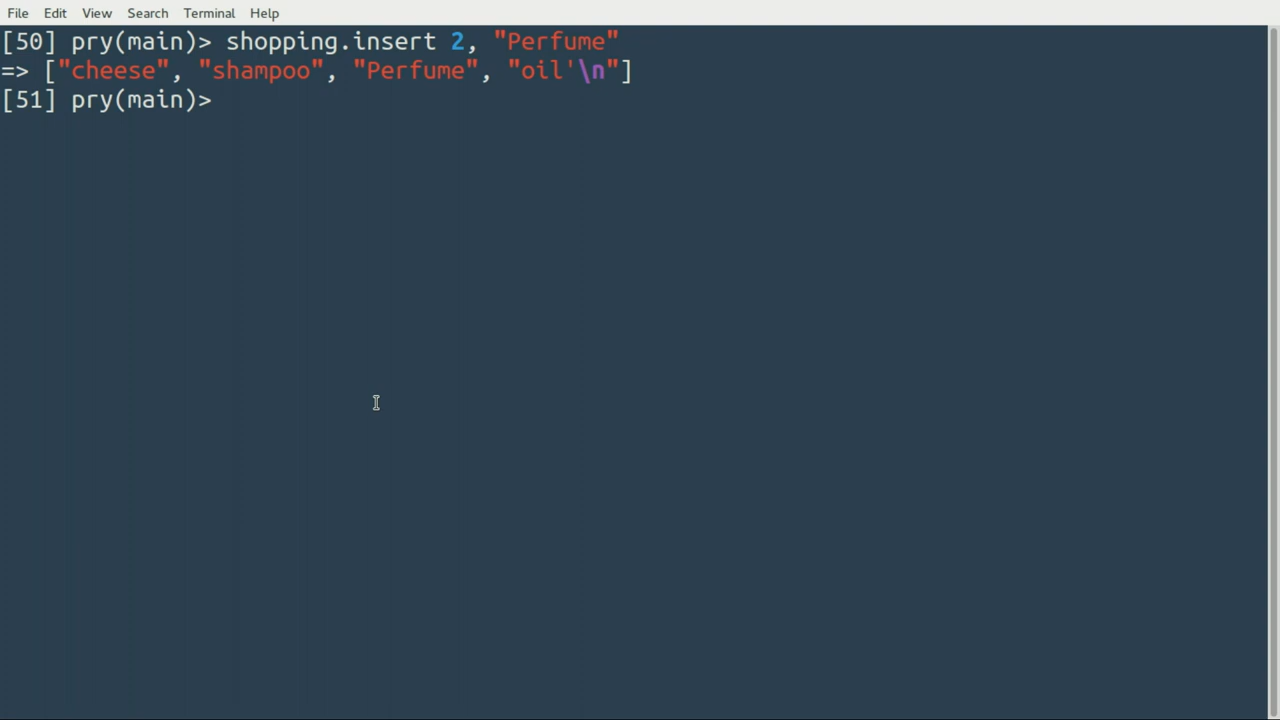 File Edit View Search Terminal Help
[50] pry(main)> shopping.insert 2, "Perfume"
=> ["cheese", "shampoo", "Perfume", "oil'\n"]
[51] pry(main)>